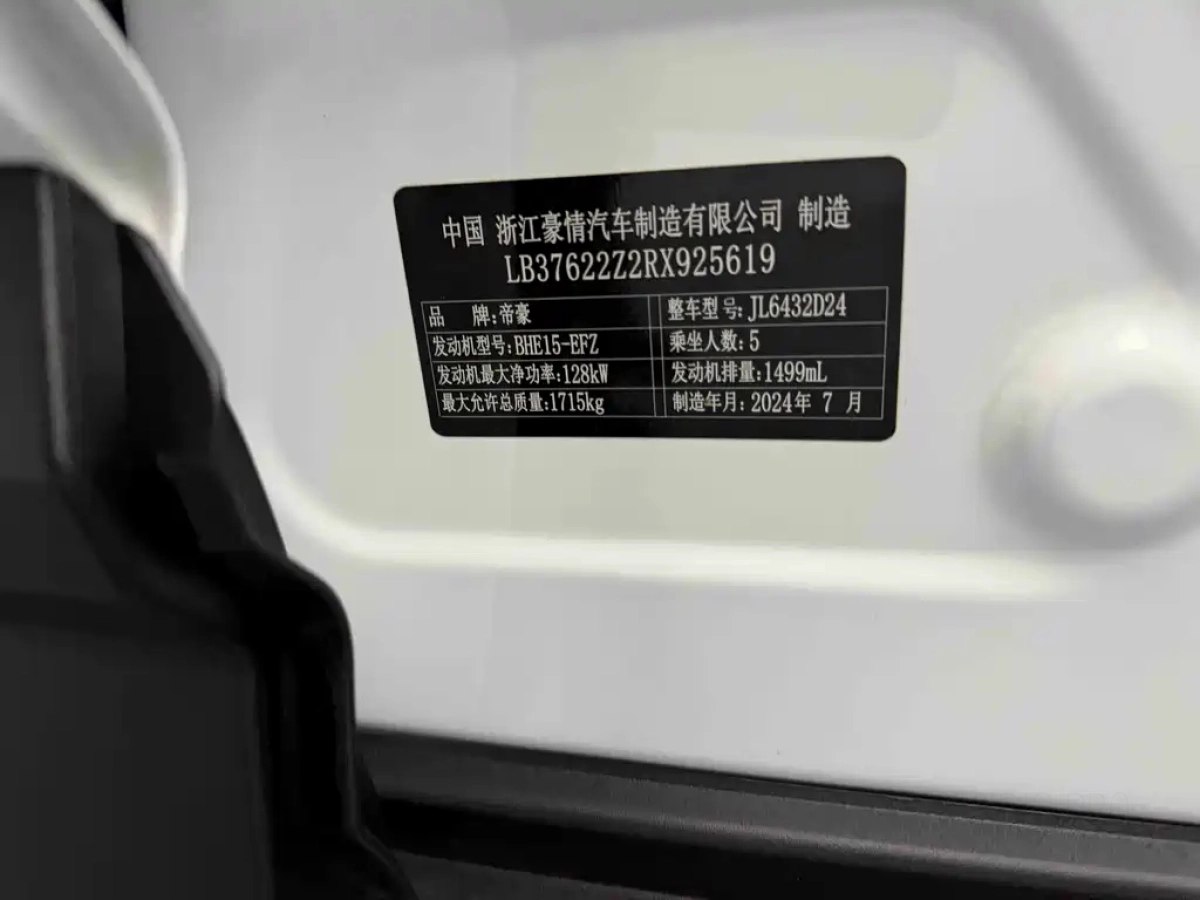 中国 浙江豪情汽车制造有限公司 制造
LB37622Z2RX925619
品 牌:帝豪 整车型号:JL6432D24
发动机型号:BHE15-EFZ 乘坐人数:5
发动机最大净功率:128kW 发动机排量:1499mL
最大允许总质量:1715kg 制造年月:2024年 7 月